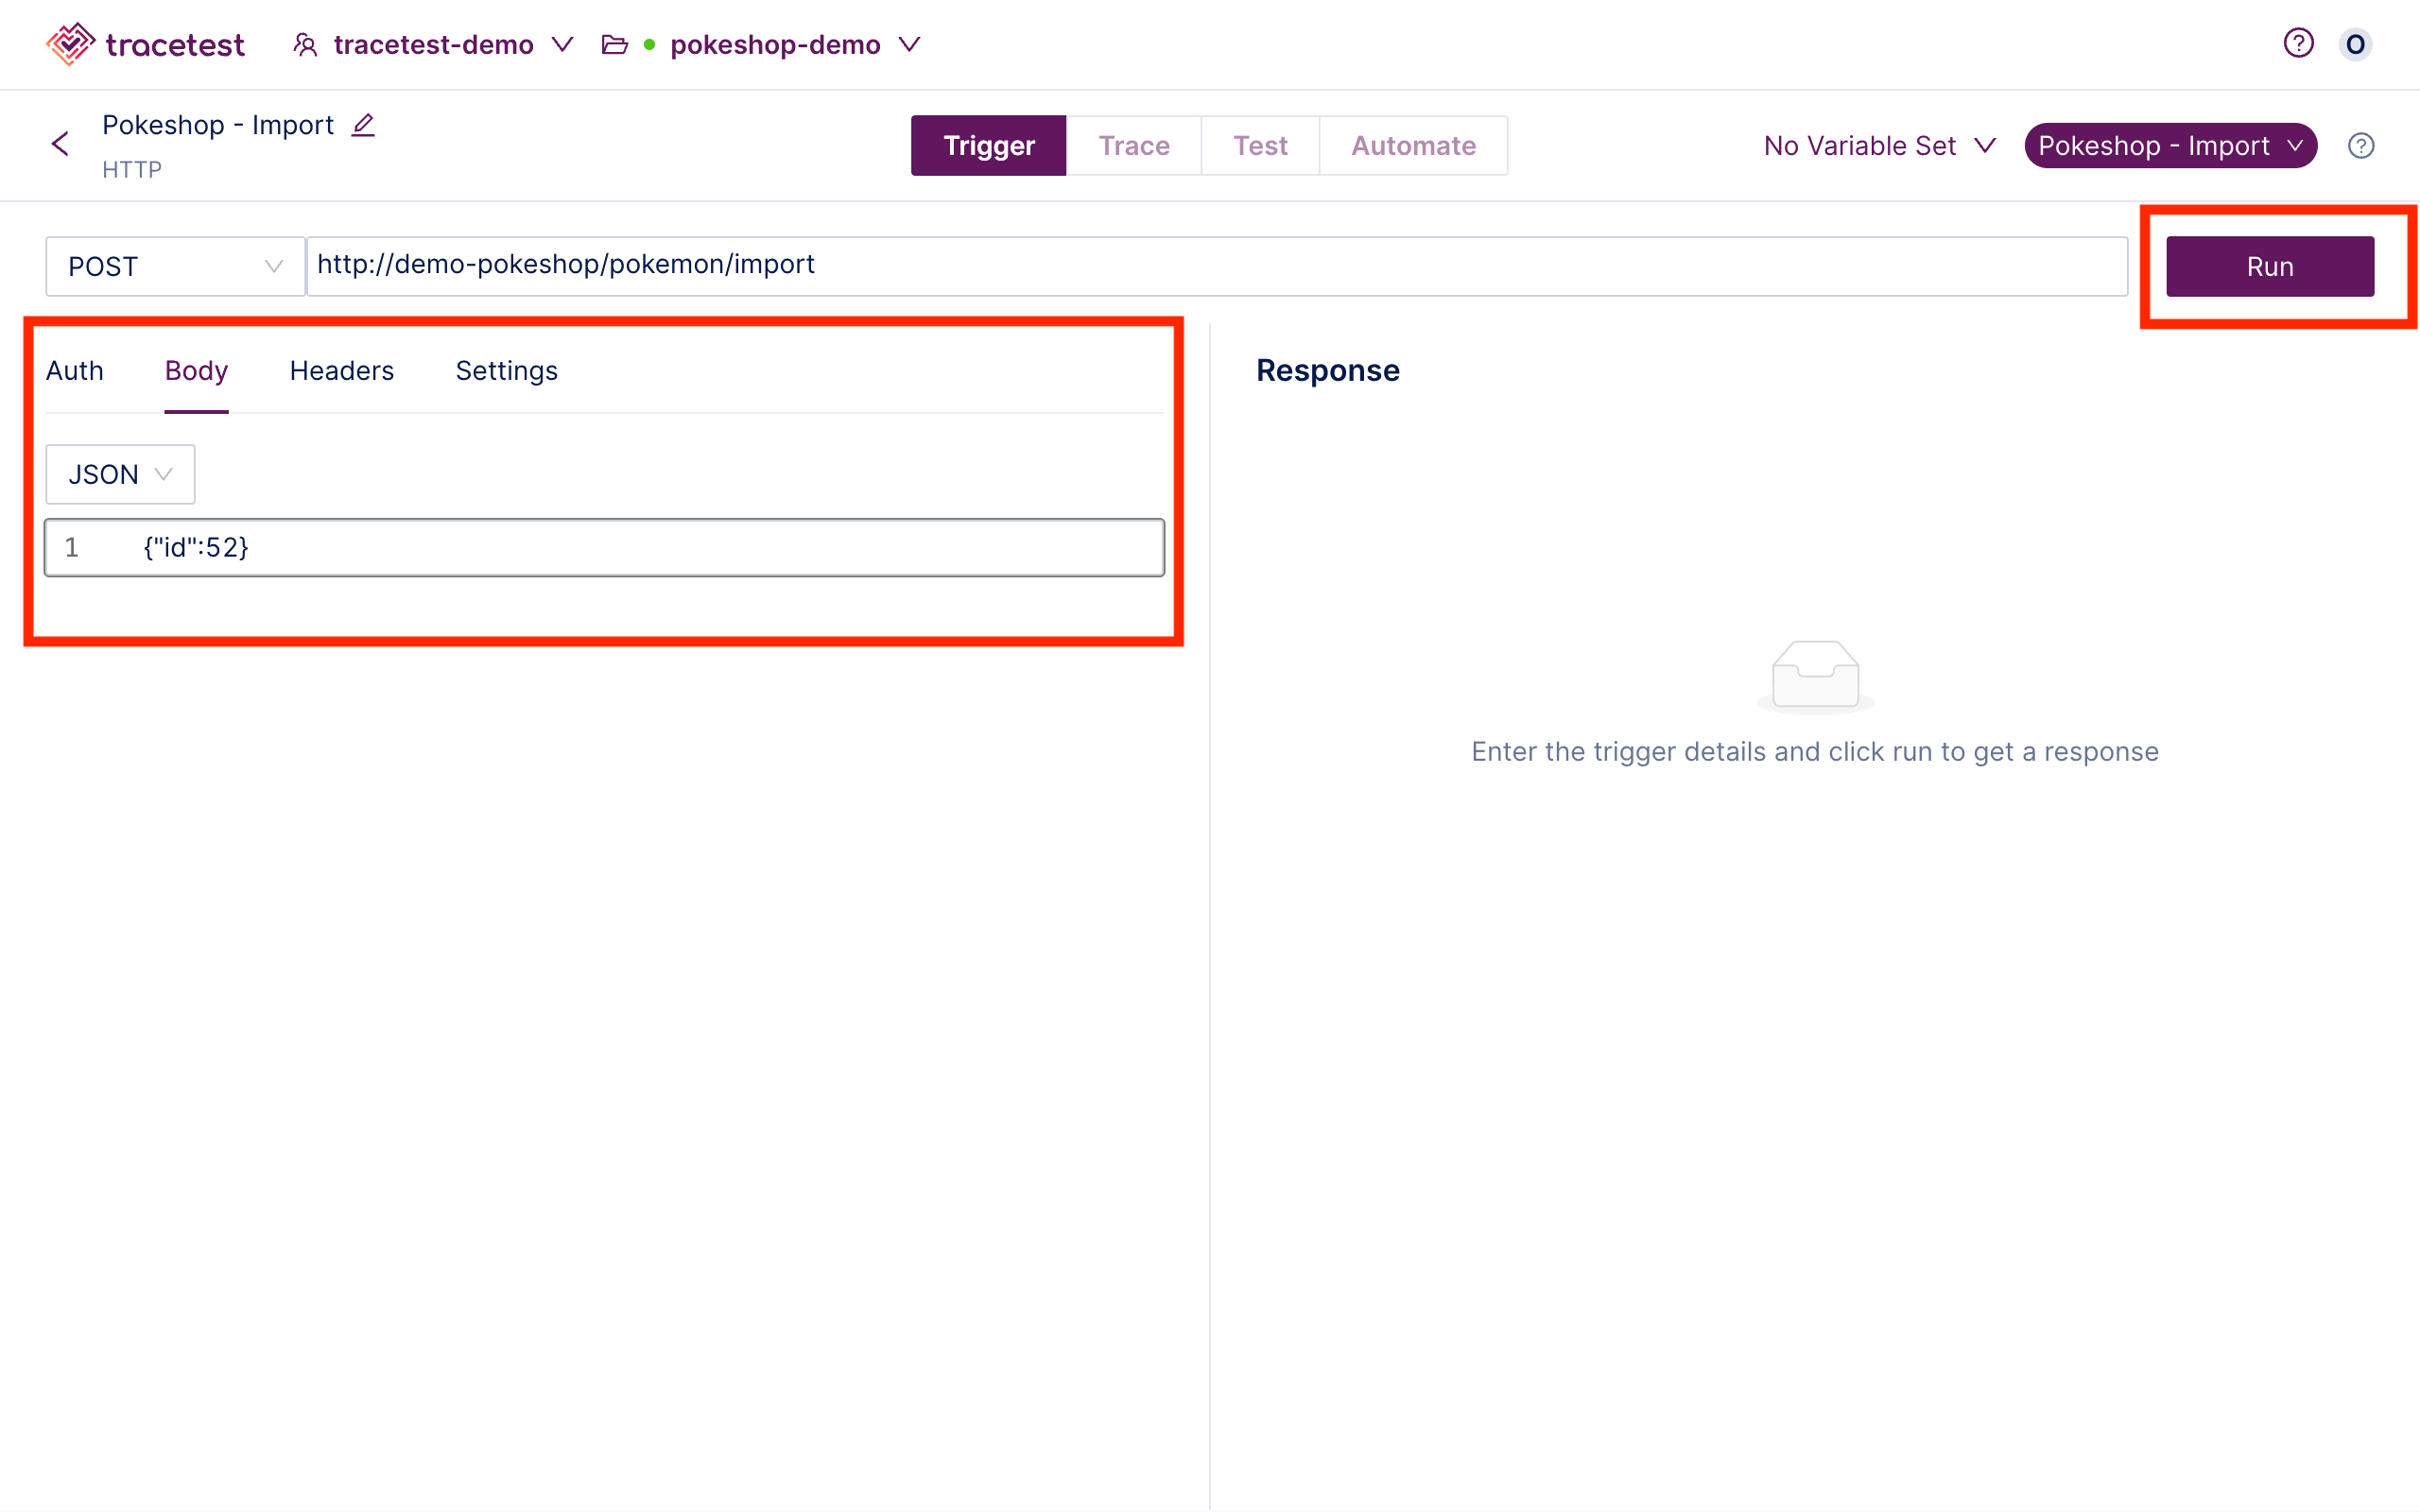 tracetest tracetest-demo pokeshop-demo ? O
Pokeshop - Import
HTTP
Trigger Trace Test Automate
No Variable Set Pokeshop - Import ?
POST http://demo-pokeshop/pokemon/import Run
Auth Body Headers Settings
JSON
1 {"id":52}
Response
Enter the trigger details and click run to get a response